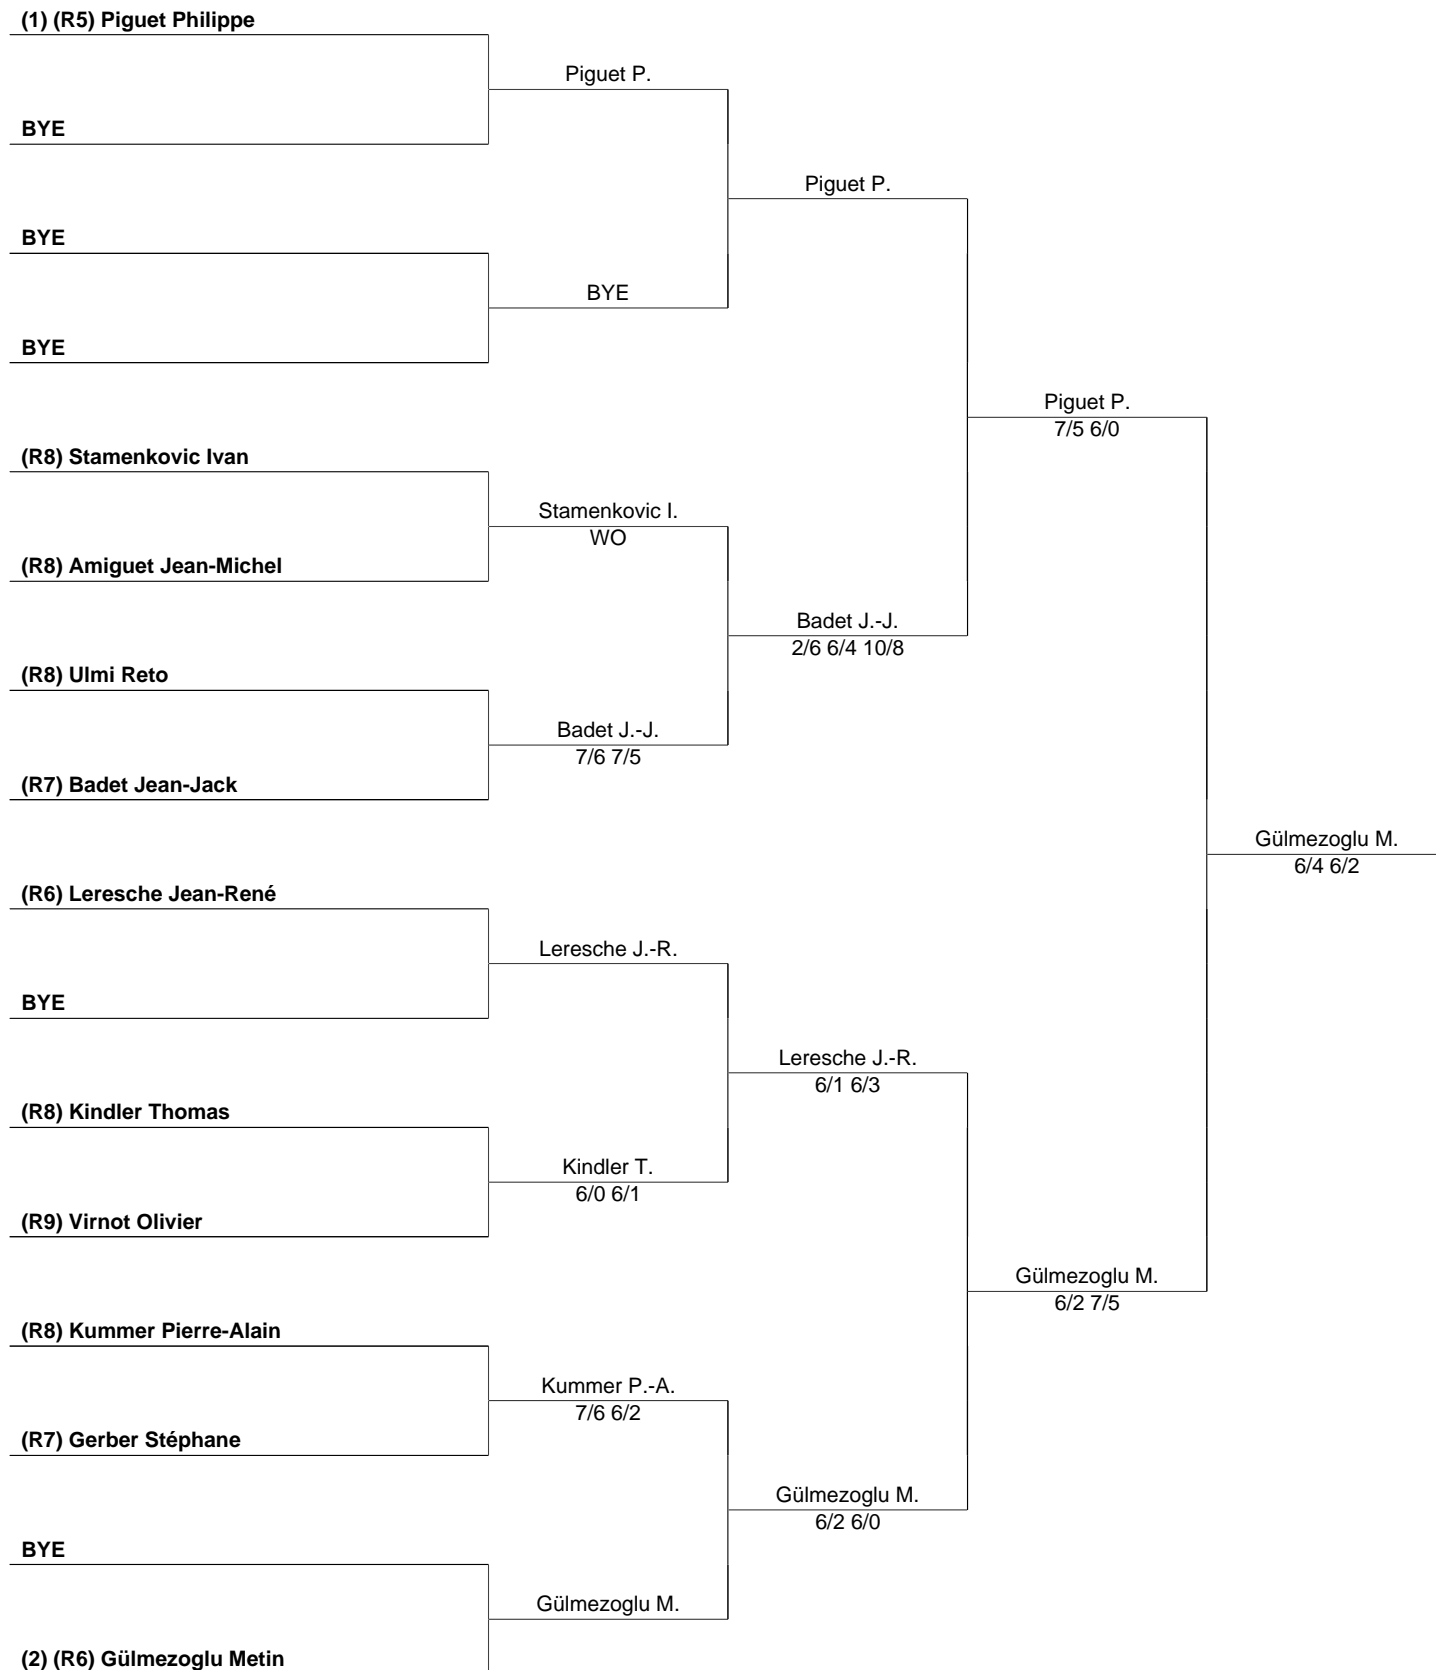 (1) (R5) Piguet Philippe
Piguet P.
BYE
Piguet P.
BYE
BYE
BYE
Piguet P.
7/5 6/0
(R8) Stamenkovic Ivan
Stamenkovic I.
WO
(R8) Amiguet Jean-Michel
Badet J.-J.
2/6 6/4 10/8
(R8) Ulmi Reto
Badet J.-J.
7/6 7/5
(R7) Badet Jean-Jack
Gülmezoglu M.
6/4 6/2
(R6) Leresche Jean-René
Leresche J.-R.
BYE
Leresche J.-R.
6/1 6/3
(R8) Kindler Thomas
Kindler T.
6/0 6/1
(R9) Virnot Olivier
Gülmezoglu M.
6/2 7/5
(R8) Kummer Pierre-Alain
Kummer P.-A.
7/6 6/2
(R7) Gerber Stéphane
Gülmezoglu M.
6/2 6/0
BYE
Gülmezoglu M.
(2) (R6) Gülmezoglu Metin